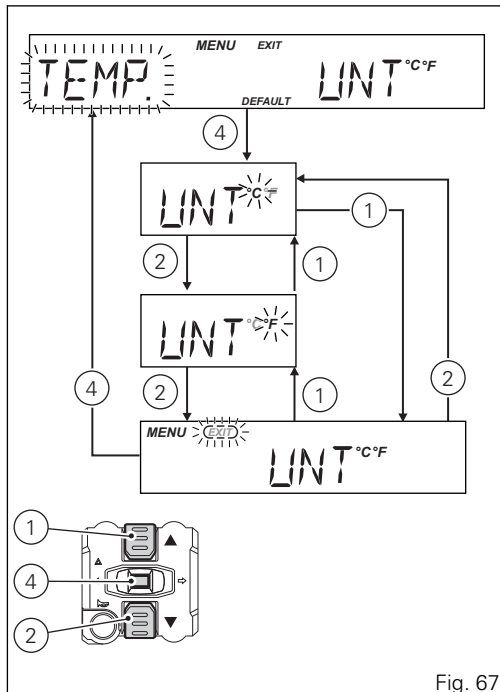 MENU EXIT
TEMP. UNT °C°F
DEFAULT
4
UNT °C°F
1
2 1
UNT °C°F
4 2 1 2
MENU EXIT
UNT °C°F
1
4
2
Fig. 67